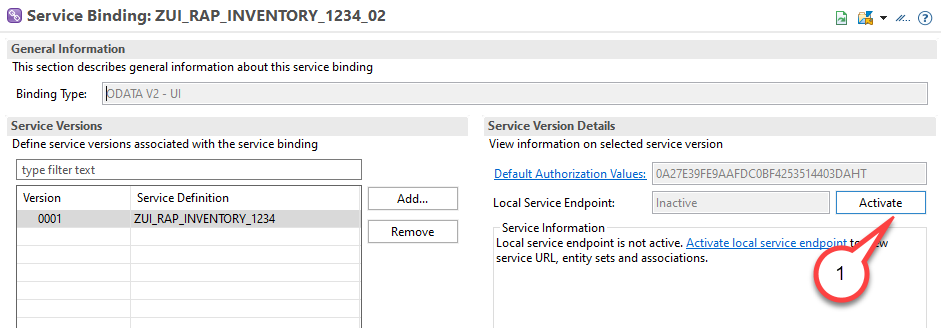 Service Binding: ZUI_RAP_INVENTORY_1234_02
General Information
This section describes general information about this service binding
Binding Type: ODATA V2 - UI
Service Versions
Define service versions associated with the service binding
type filter text
Version Service Definition
0001 ZUI_RAP_INVENTORY_1234
Add...
Remove
Service Version Details
View information on selected service version
Default Authorization Values: 0A27E39FE9AAFDC0BF4253514403DAHT
Local Service Endpoint: Inactive Activate
Service Information
Local service endpoint is not active. Activate local service endpoint to
service URL, entity sets and associations.
1